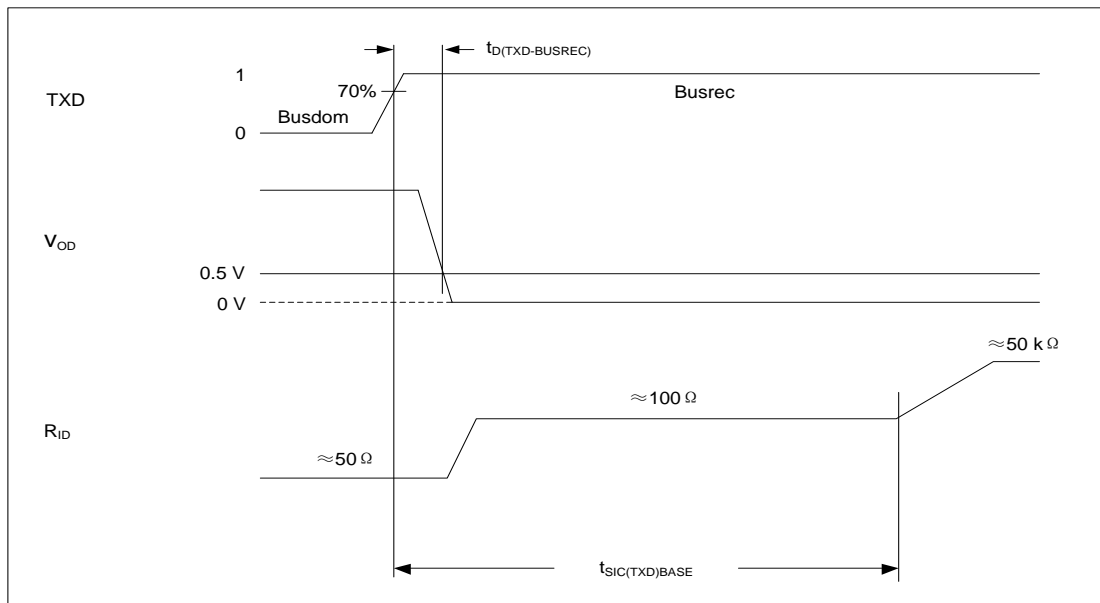 tD(TXD-BUSREC)
1
TXD
70%
Busrec
Busdom
0
VOD
0.5 V
0 V
≈50 kΩ
≈100 Ω
RID
≈50 Ω
tSIC(TXD)BASE